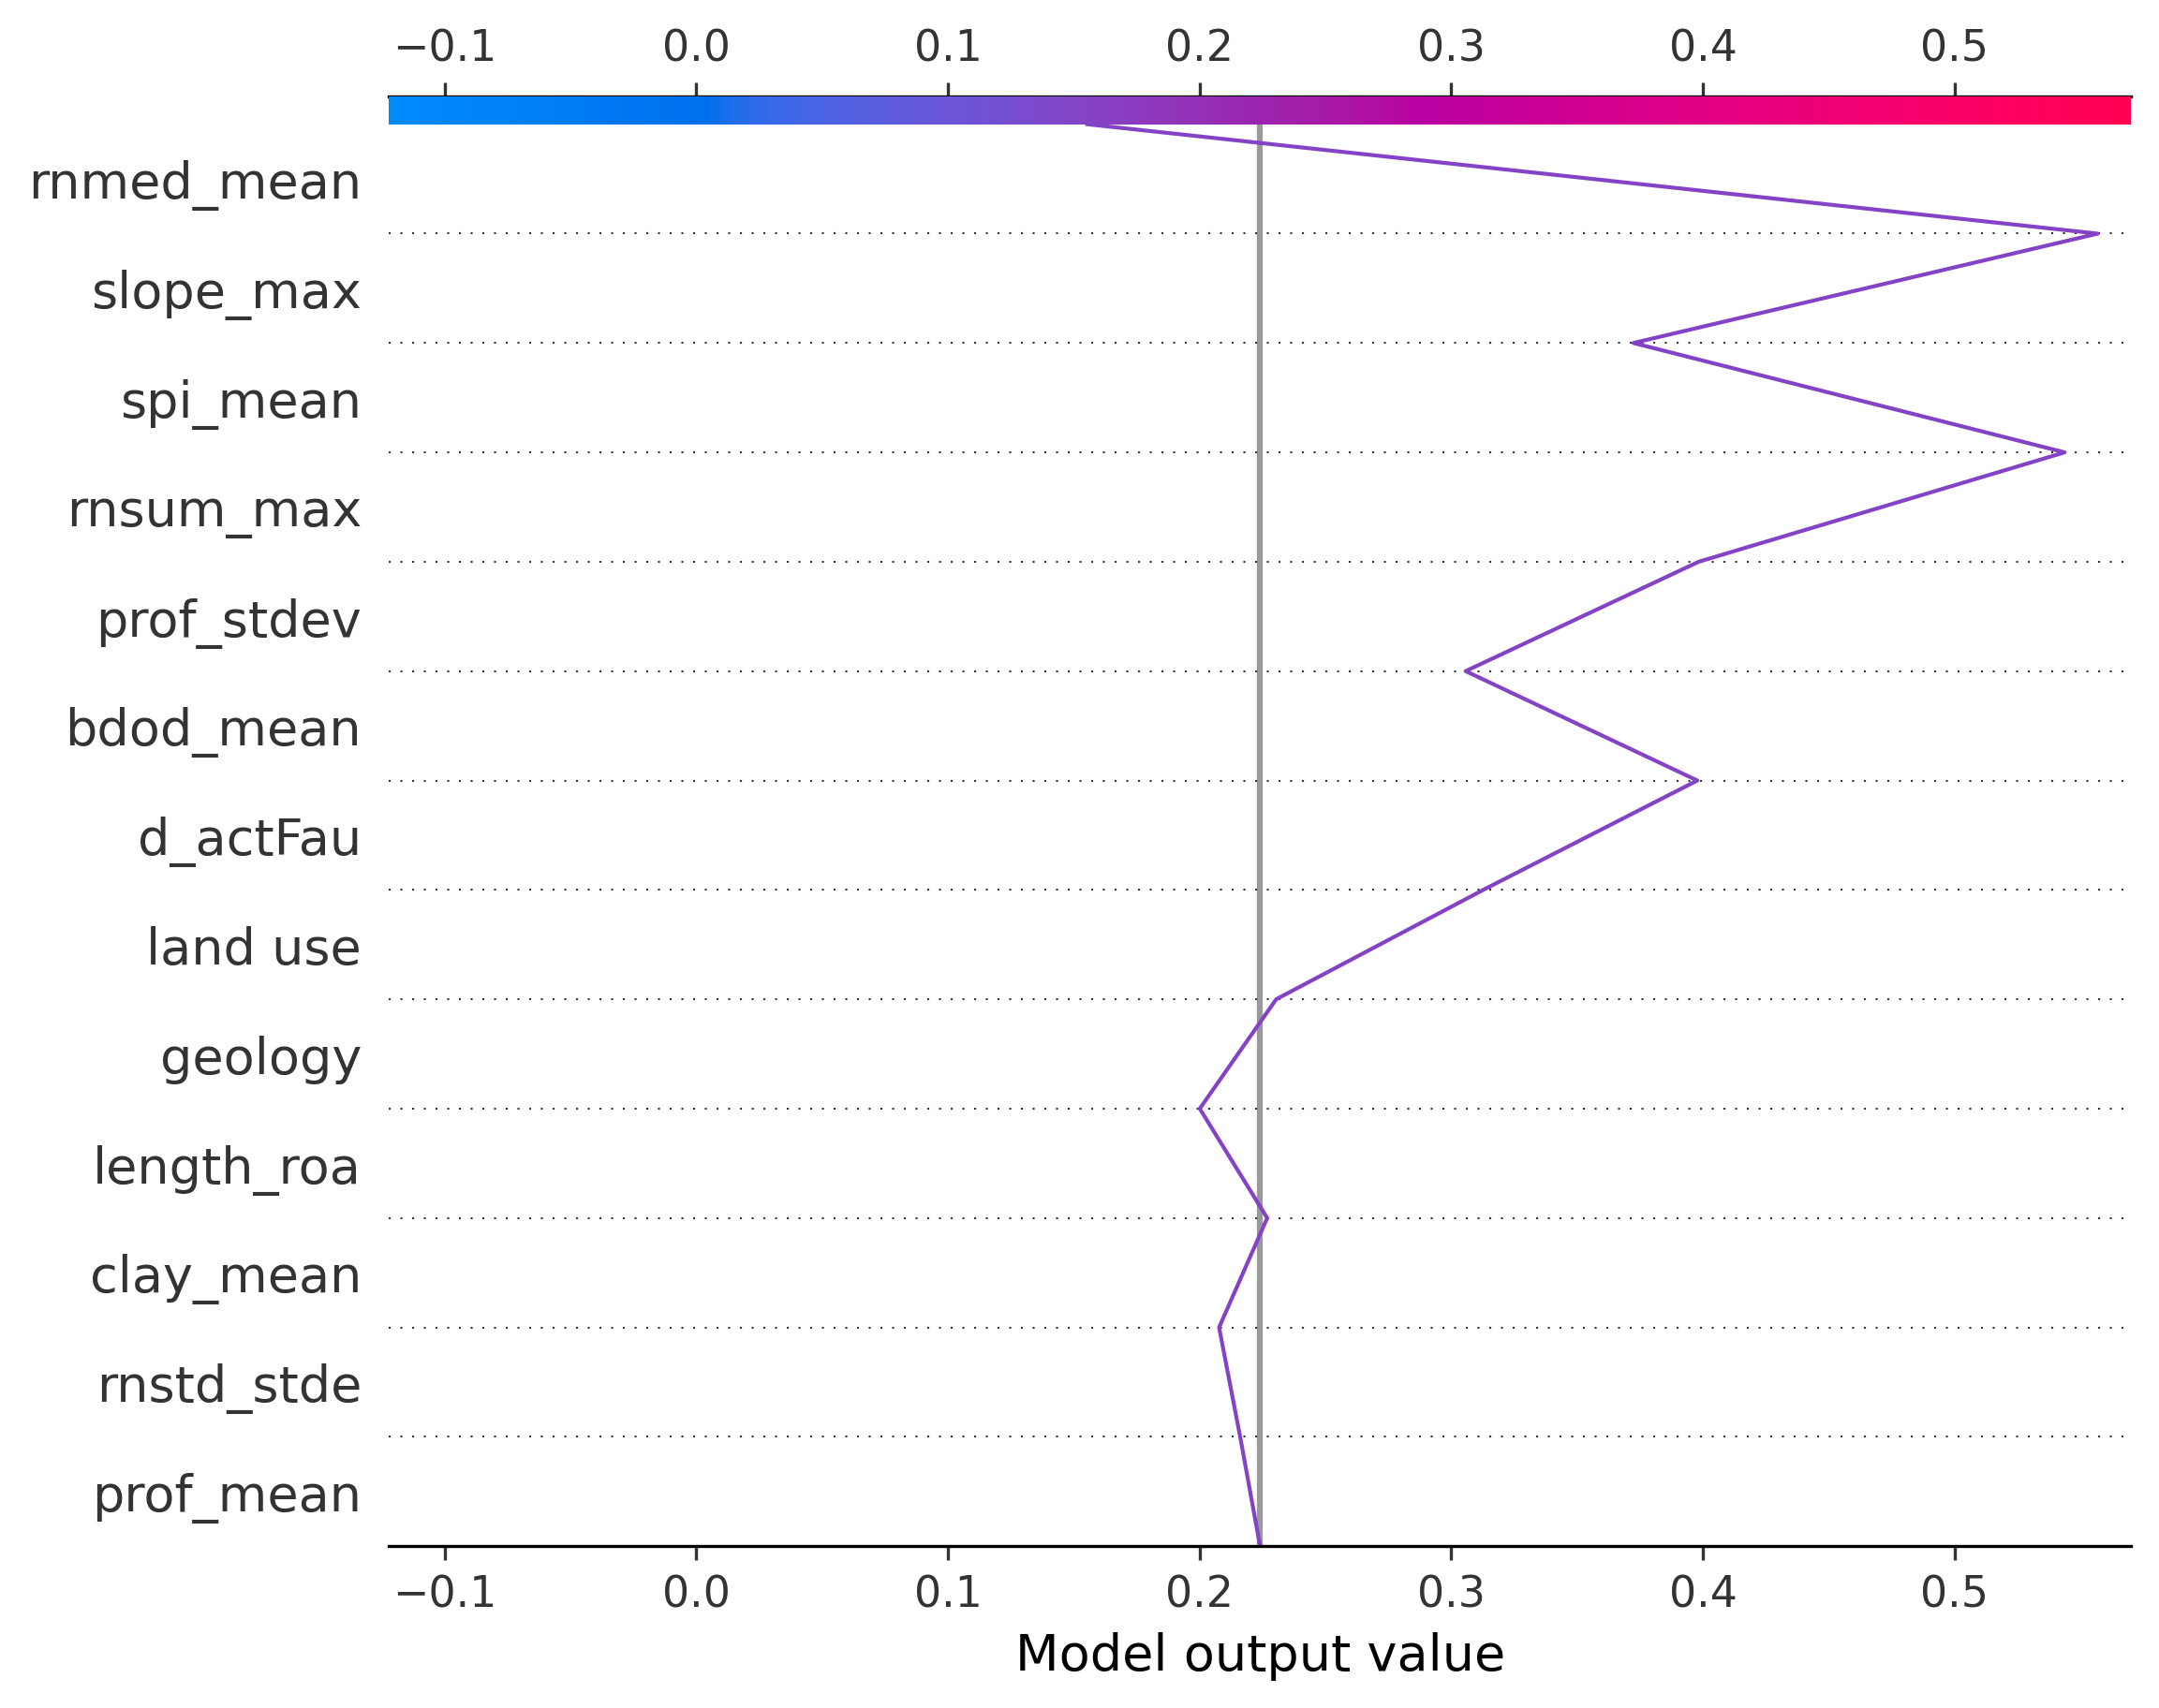 −0.1 0.0 0.1 0.2 0.3 0.4 0.5
rnmed_mean
slope_max
spi_mean
rnsum_max
prof_stdev
bdod_mean
d_actFau
land use
geology
length_roa
clay_mean
rnstd_stde
prof_mean
−0.1 0.0 0.1 0.2 0.3 0.4 0.5
Model output value